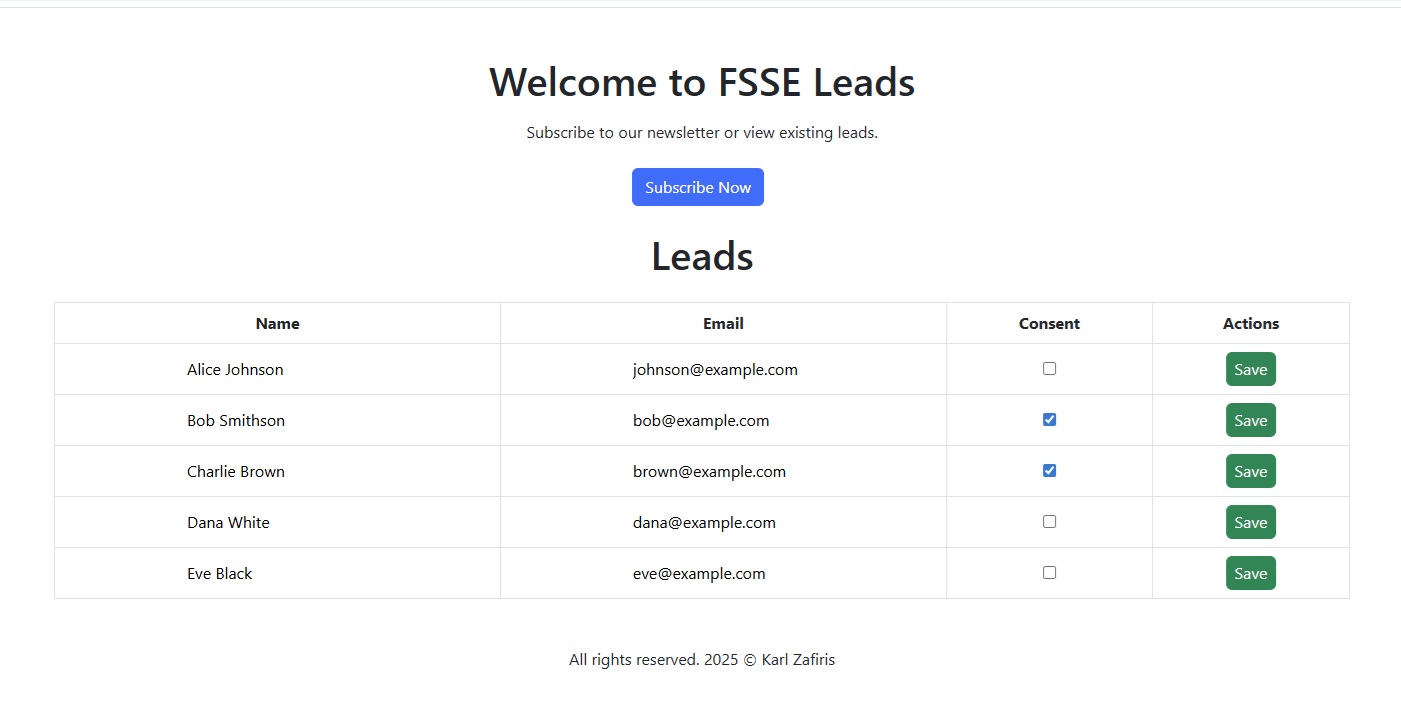 Welcome to FSSE Leads
Subscribe to our newsletter or view existing leads.
Subscribe Now
Leads
Name Email Consent Actions
Alice Johnson johnson@example.com Save
Bob Smithson bob@example.com Save
Charlie Brown brown@example.com Save
Dana White dana@example.com Save
Eve Black eve@example.com Save
All rights reserved. 2025 © Karl Zafiris